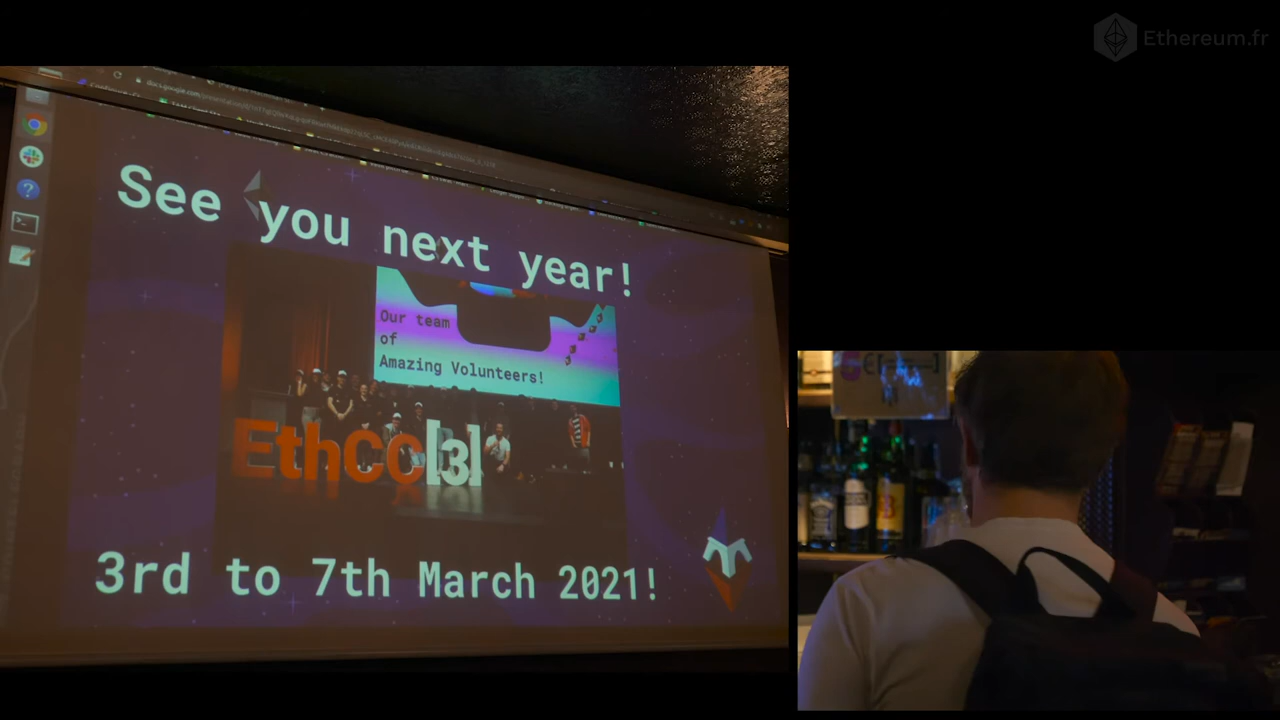 Ethereum.fr
See you next year!
Our team
of
Amazing Volunteers!
EthCC[3]
3rd to 7th March 2021!